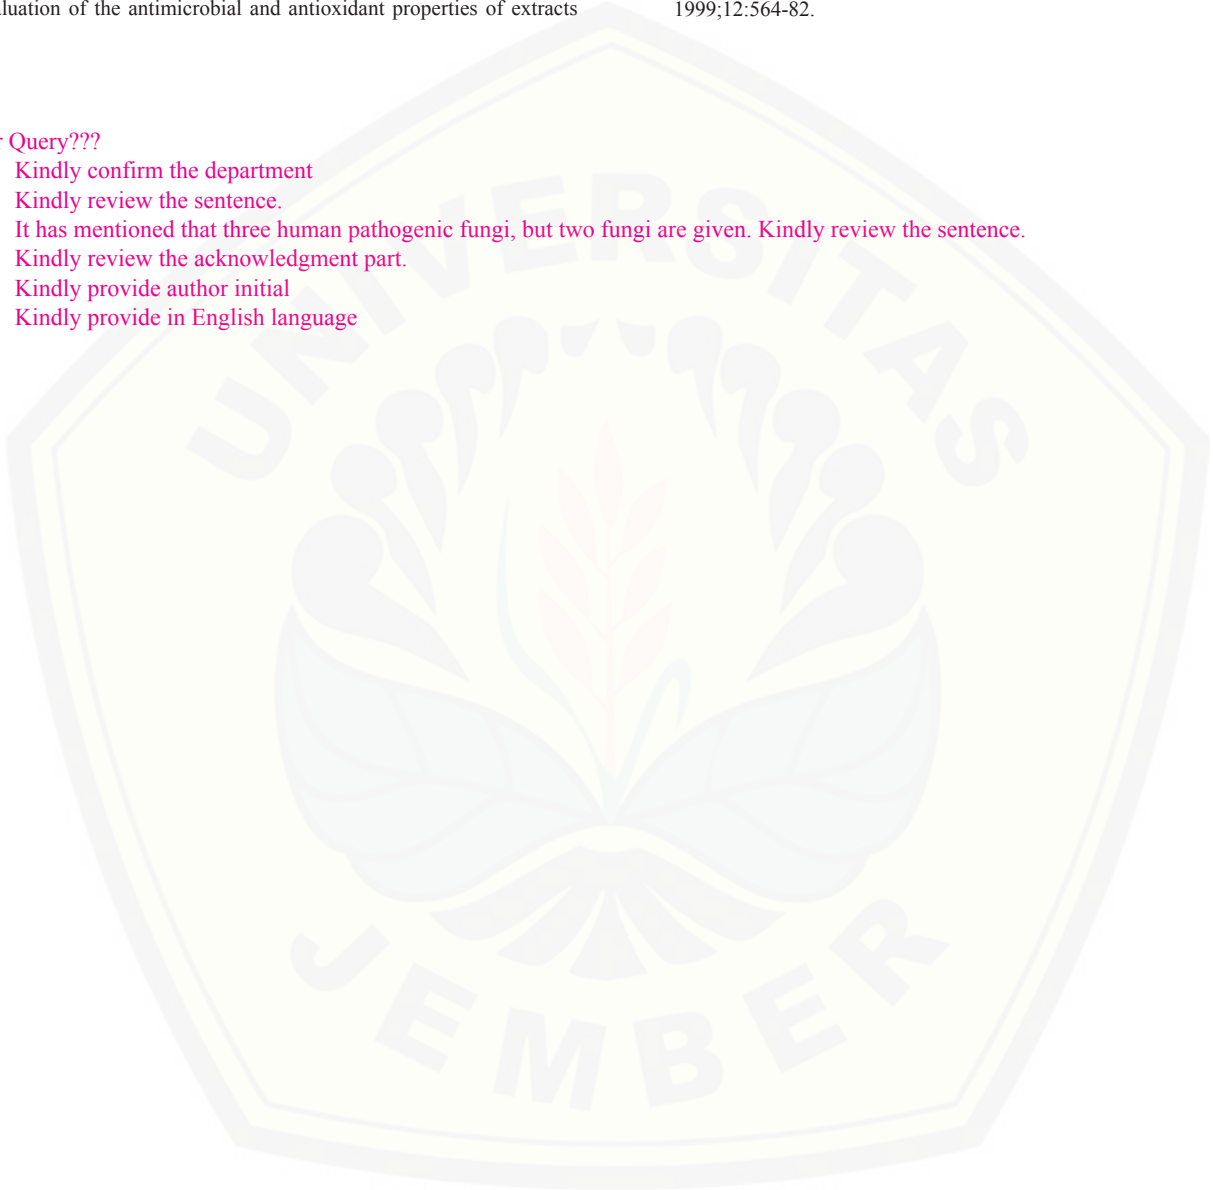 luation of the antimicrobial and antioxidant properties of extracts
1999;12:564-82.
r Query???
Kindly confirm the department
Kindly review the sentence.
It has mentioned that three human pathogenic fungi, but two fungi are given. Kindly review the sentence.
Kindly review the acknowledgment part.
Kindly provide author initial
Kindly provide in English language
UNIVERSITAS
JEMBER